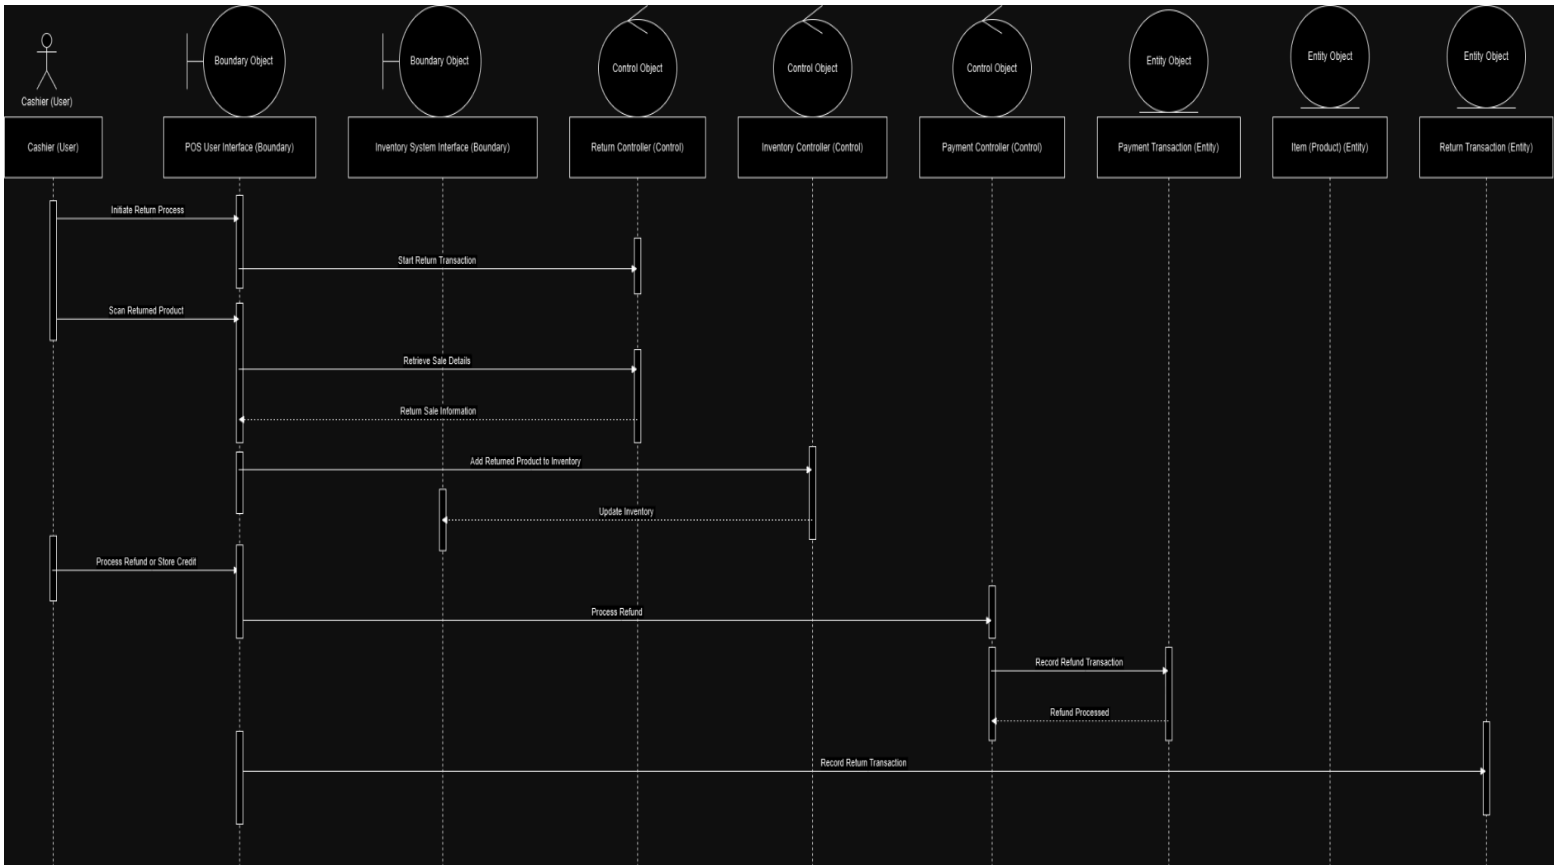 Boundary Object
Boundary Object
Control Object
Control Object
Control Object
Entity Object
Entity Object
Entity Object
Cashier (User)
Cashier (User)
POS User Interface (Boundary)
Inventory System Interface (Boundary)
Return Controller (Control)
Inventory Controller (Control)
Payment Controller (Control)
Payment Transaction (Entity)
Item (Product) (Entity)
Return Transaction (Entity)
Initiate Return Process
Start Return Transaction
Scan Returned Product
Retrieve Sale Details
Return Sale Information
Add Returned Product to Inventory
Update Inventory
Process Refund or Store Credit
Process Refund
Record Refund Transaction
Refund Processed
Record Return Transaction